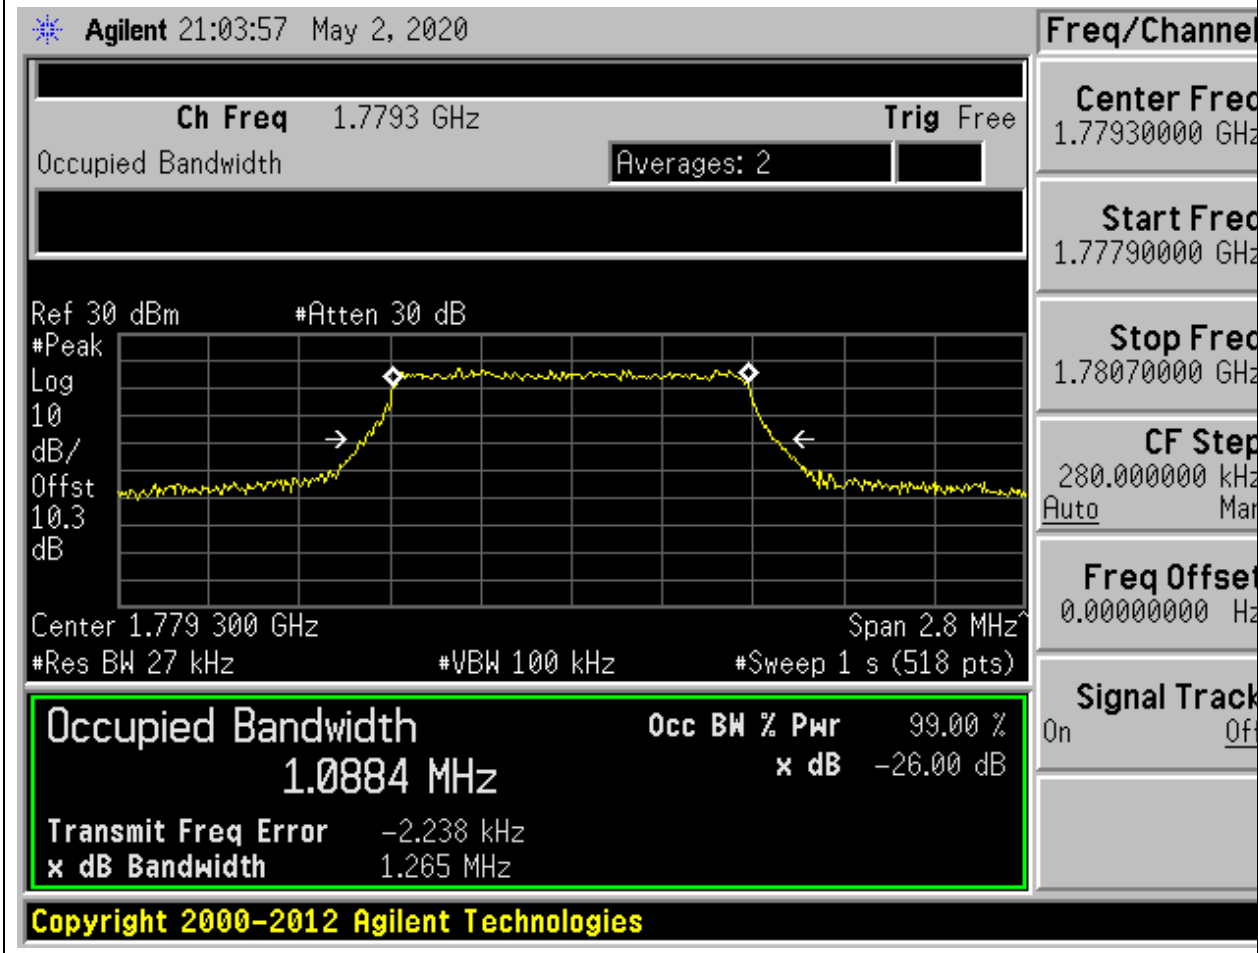 Agilent 21:03:57 May 2, 2020
Freq/Channel
Ch Freq 1.7793 GHz Trig Free
Occupied Bandwidth Averages: 2
Center Freq
1.77930000 GHz
Start Freq
1.77790000 GHz
Stop Freq
1.78070000 GHz
CF Step
280.000000 kHz
Auto Man
Freq Offset
0.00000000 Hz
Signal Track
On Off
Ref 30 dBm #Atten 30 dB
#Peak
Log
10
dB/
Offst
10.3
dB
Center 1.779 300 GHz Span 2.8 MHz^
#Res BW 27 kHz #VBW 100 kHz #Sweep 1 s (518 pts)
Occupied Bandwidth
1.0884 MHz
Occ BW % Pwr 99.00 %
x dB -26.00 dB
Transmit Freq Error -2.238 kHz
x dB Bandwidth 1.265 MHz
Copyright 2000-2012 Agilent Technologies